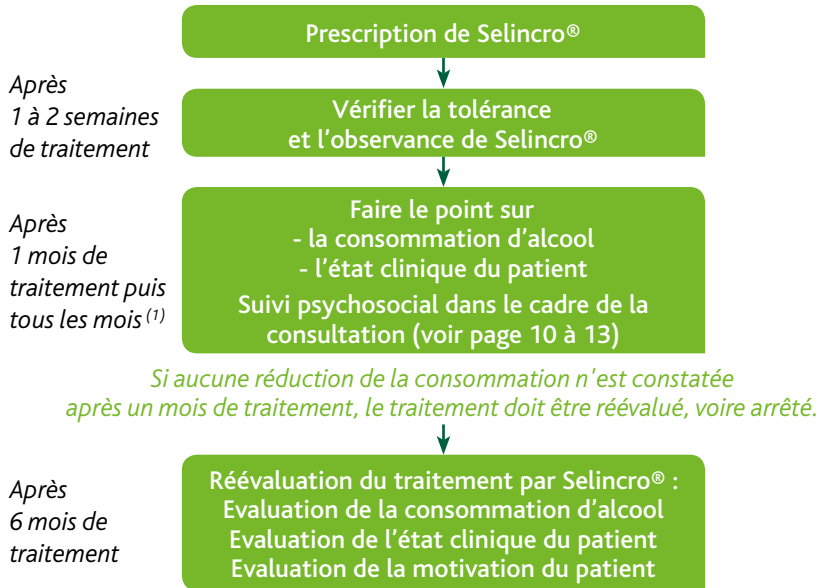 Prescription de Selincro®
Après
1 à 2 semaines
de traitement
Vérifier la tolérance
et l'observance de Selincro®
Après
1 mois de
traitement puis
tous les mois (1)
Faire le point sur
- la consommation d'alcool
- l'état clinique du patient
Suivi psychosocial dans le cadre de la
consultation (voir page 10 à 13)
Si aucune réduction de la consommation n'est constatée
après un mois de traitement, le traitement doit être réévalué, voire arrêté.
Après
6 mois de
traitement
Réévaluation du traitement par Selincro® :
Evaluation de la consommation d'alcool
Evaluation de l'état clinique du patient
Evaluation de la motivation du patient